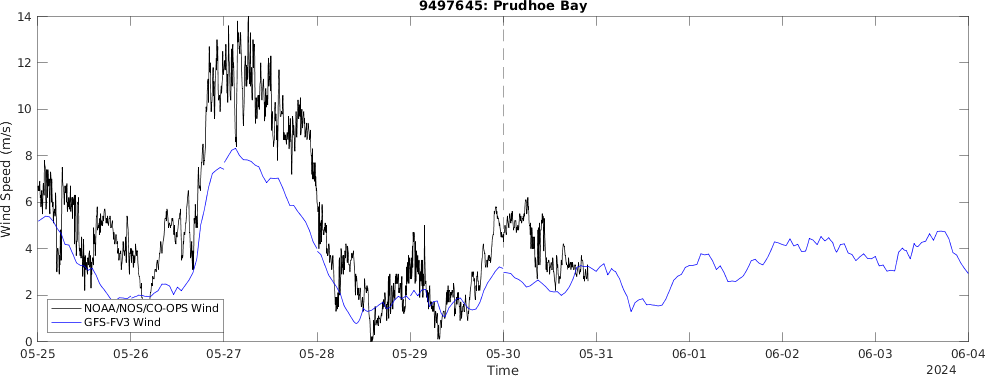 9497645: Prudhoe Bay
Wind Speed (m/s)
14
12
10
8
6
4
2
0
NOAA/NOS/CO-OPS Wind
GFS-FV3 Wind
05-25 05-26 05-27 05-28 05-29 05-30 05-31 06-01 06-02 06-03 06-04
Time
2024